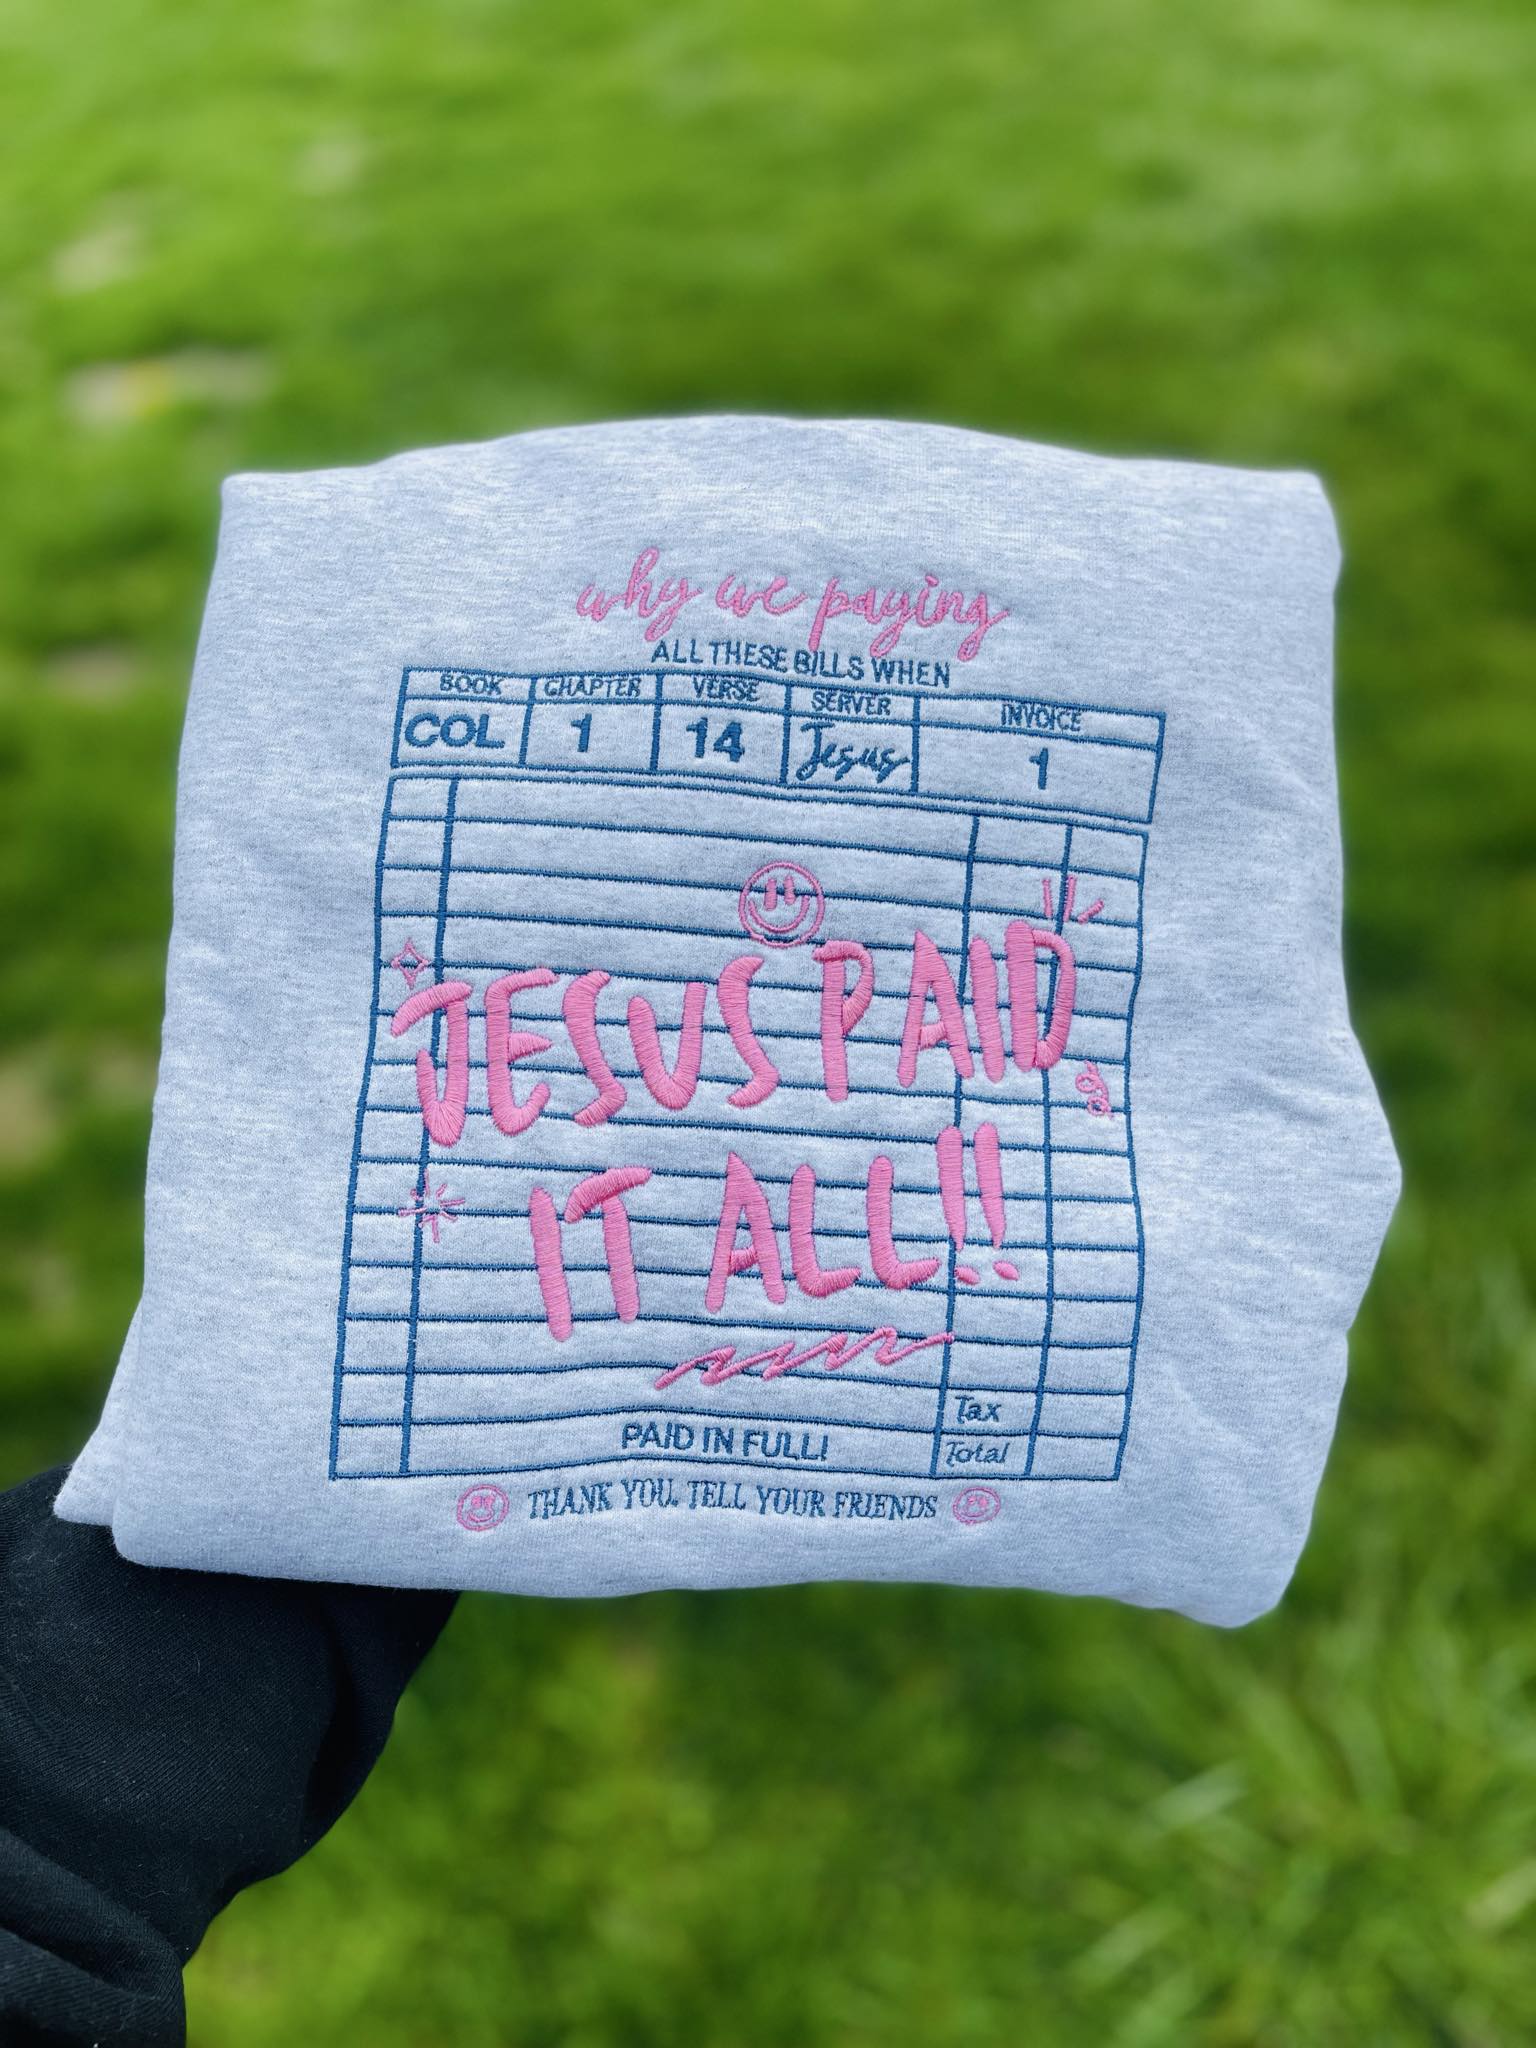 why we paying
ALL THESE BILLS WHEN
BOOK CHAPTER VERSE SERVER INVOICE
COL 1 14 Jesus 1
JESUS PAID
IT ALL!!
Tax
PAID IN FULL! Total
THANK YOU, TELL YOUR FRIENDS